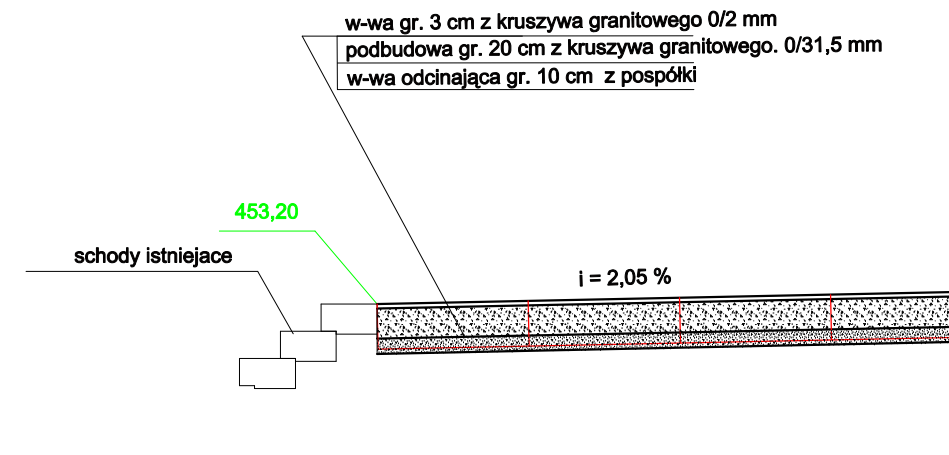 w-wa gr. 3 cm z kruszywa granitowego 0/2 mm
podbudowa gr. 20 cm z kruszywa granitowego. 0/31,5 mm
w-wa odcinająca gr. 10 cm z pospółki
453,20
schody istniejace
i = 2,05 %